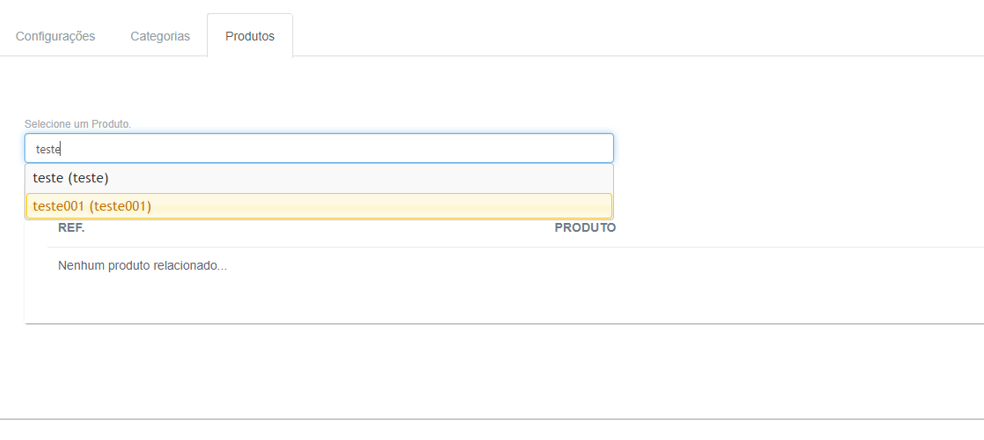 Configurações Categorias Produtos
Selecione um Produto.
teste
teste (teste)
teste001 (teste001)
REF. PRODUTO
Nenhum produto relacionado...